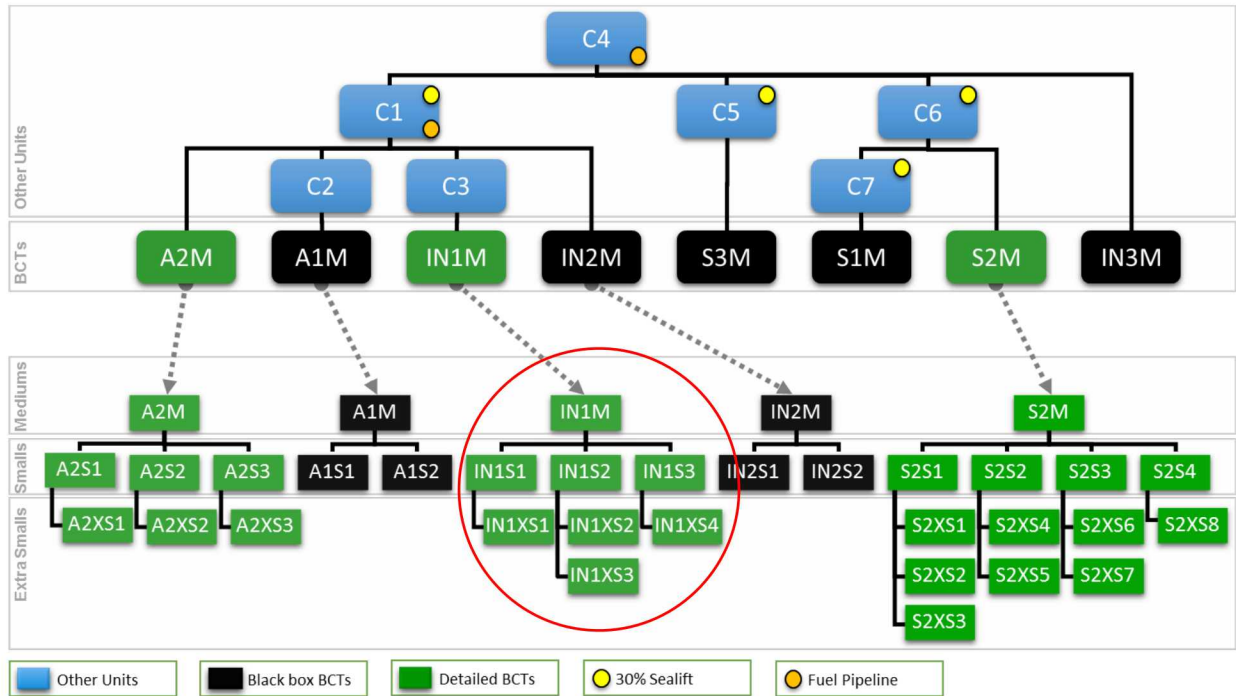 C4
C1
C5
C6
C2
C3
C7
Other Units
A2M
A1M
IN1M
IN2M
S3M
S1M
S2M
IN3M
BCTs
Mediums
A2M
A1M
IN1M
IN2M
S2M
Smalls
A2S1
A2S2
A2S3
A1S1
A1S2
IN1S1
IN1S2
IN1S3
IN2S1
IN2S2
S2S1
S2S2
S2S3
S2S4
Extra Smalls
A2XS1
A2XS2
A2XS3
IN1XS1
IN1XS2
IN1XS4
S2XS1
S2XS4
S2XS6
S2XS8
IN1XS3
S2XS2
S2XS5
S2XS7
S2XS3
Other Units
Black box BCTs
Detailed BCTs
30% Sealift
Fuel Pipeline